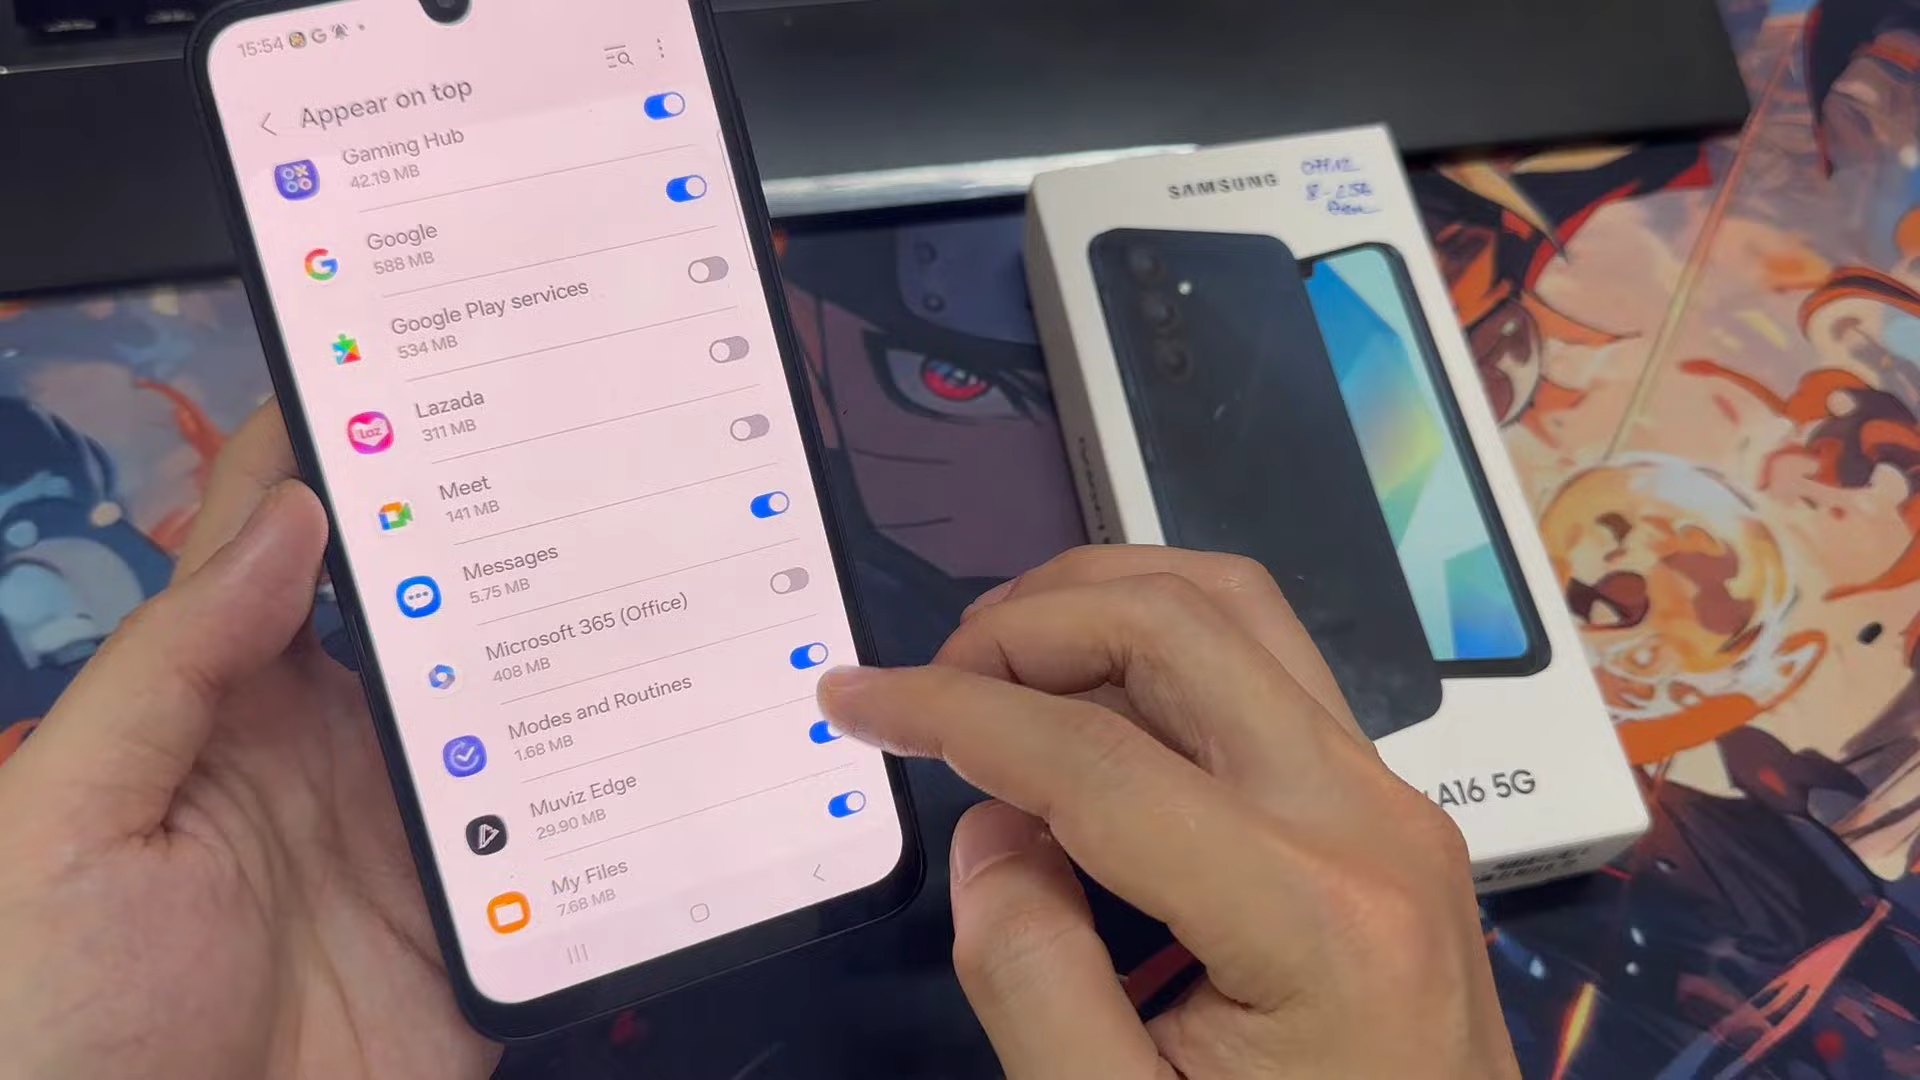 15:54
Appear on top
Gaming Hub
42.19 MB
Google
588 MB
Google Play services
534 MB
Lazada
311 MB
Laz
Meet
141 MB
Messages
5.75 MB
Microsoft 365 (Office)
408 MB
Modes and Routines
1.68 MB
Muviz Edge
29.90 MB
My Files
7.68 MB
SAMSUNG
A16 5G